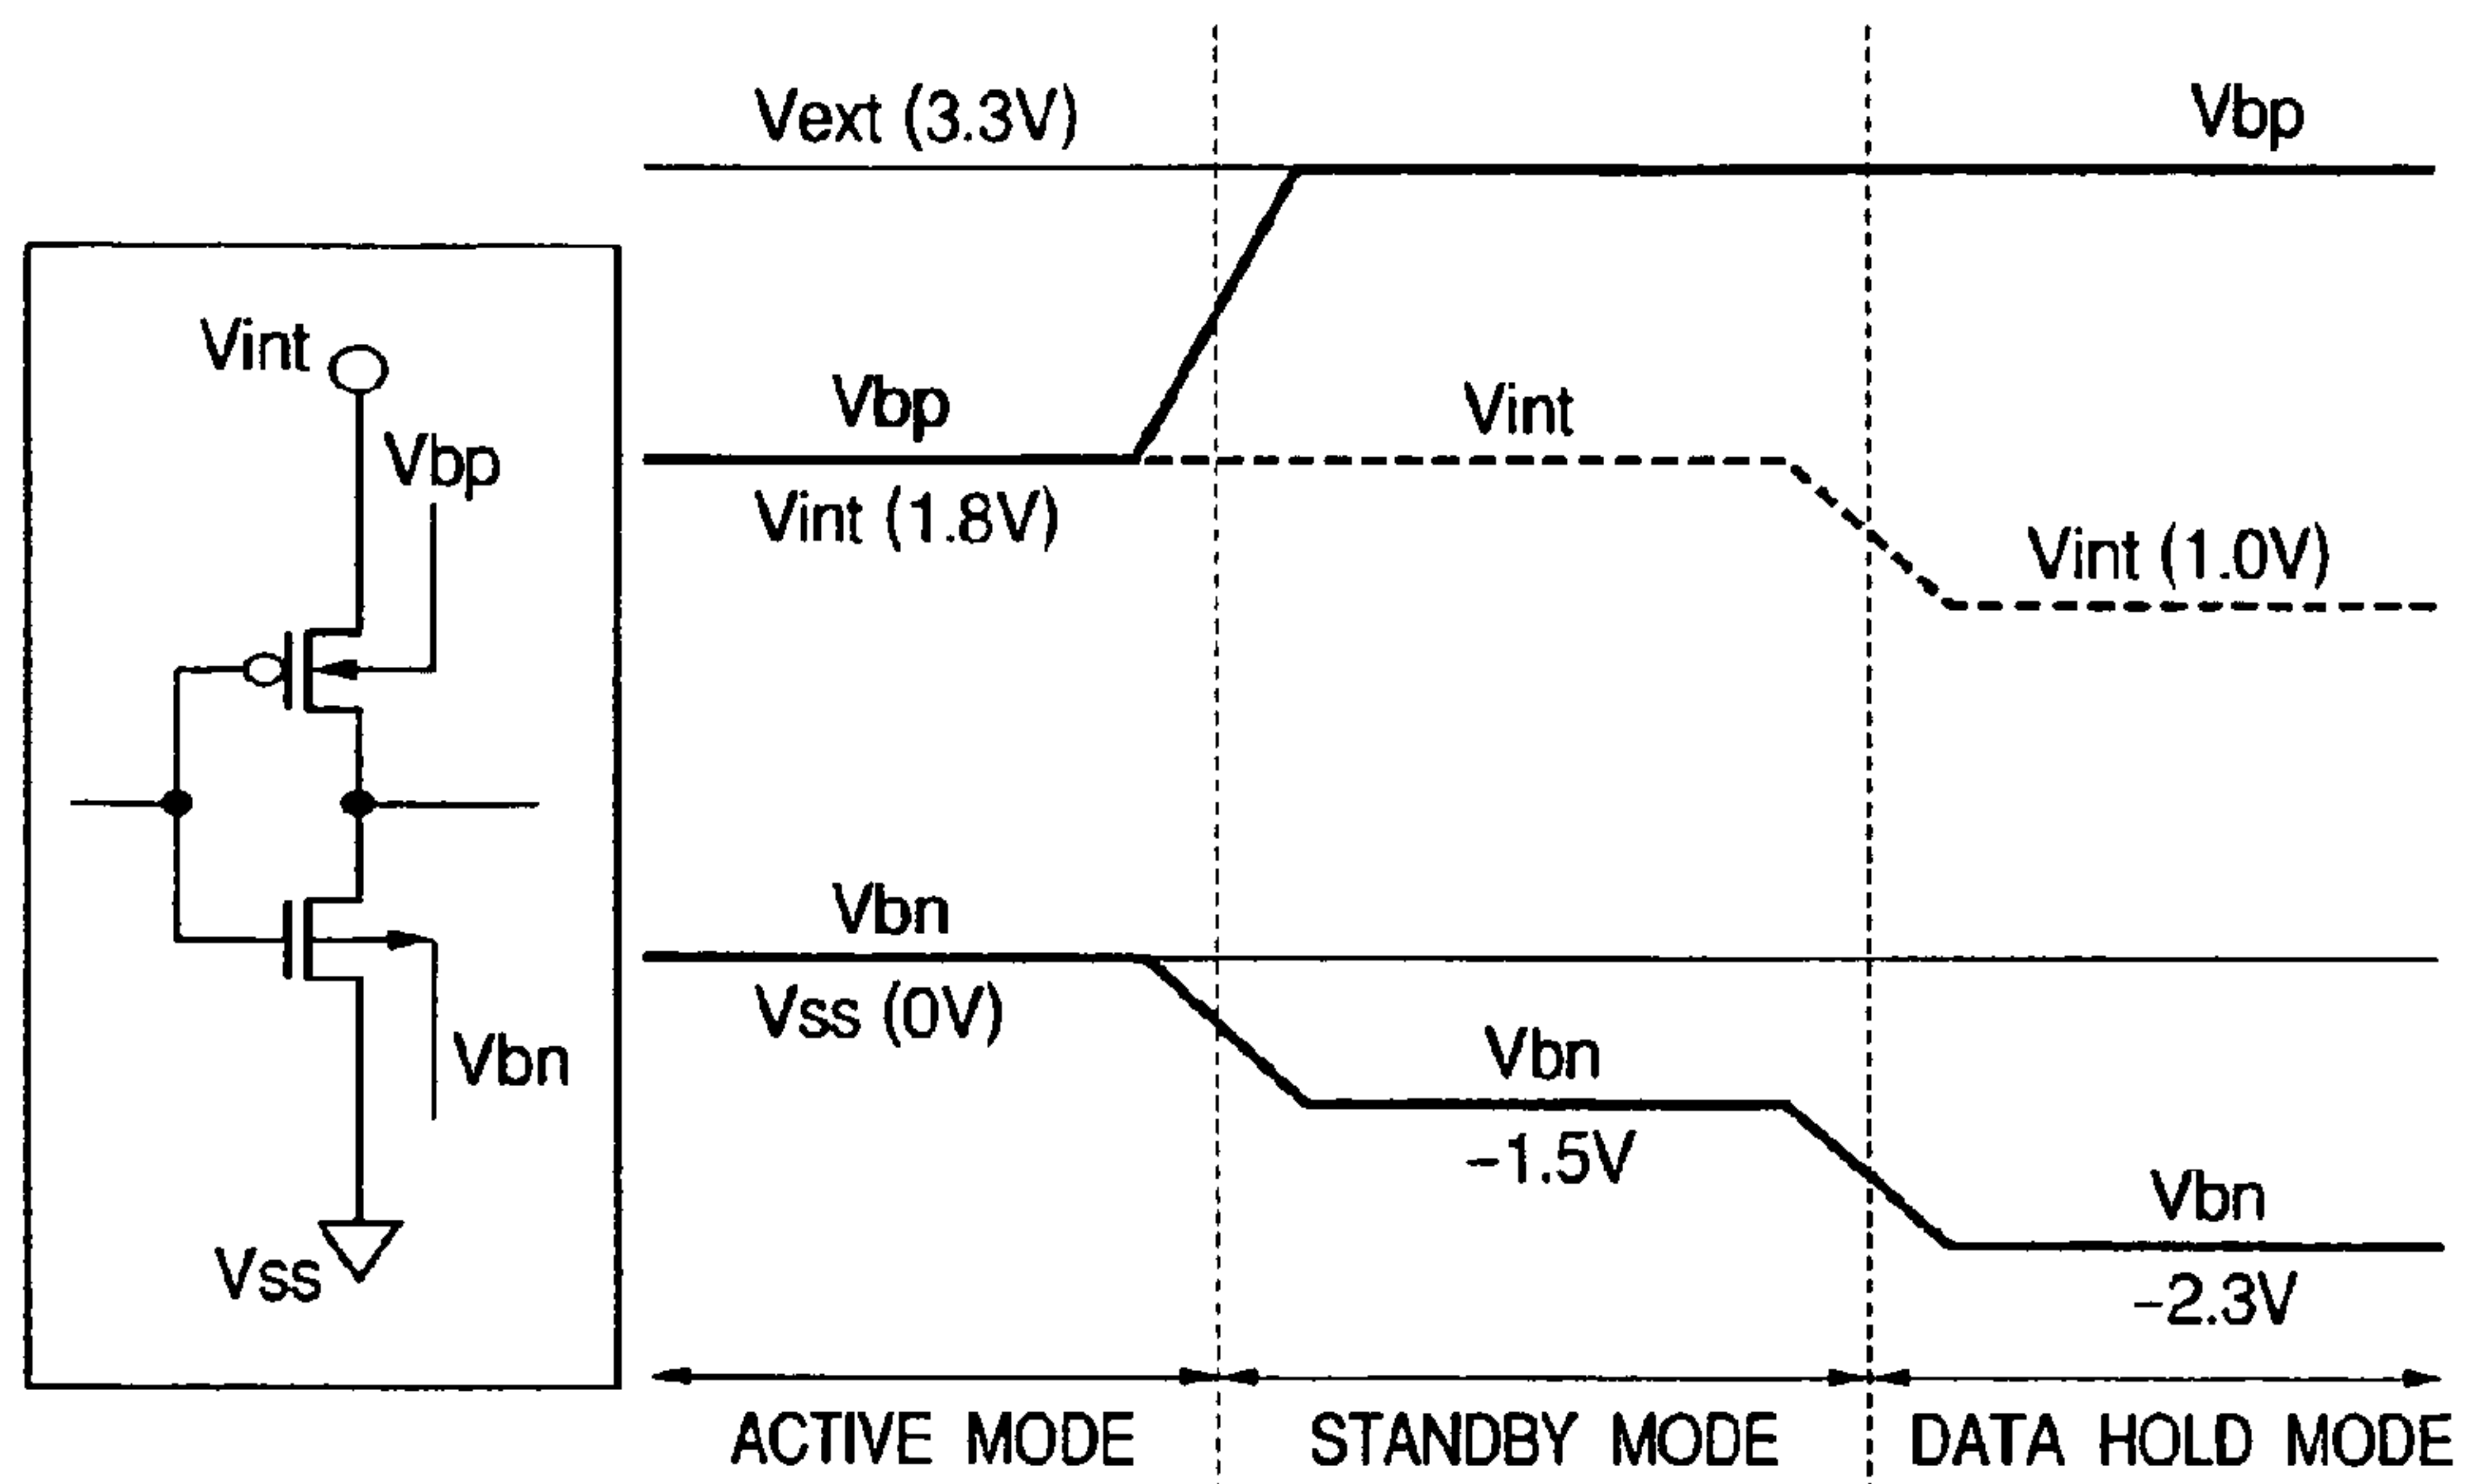 Vext (3.3V)
Vbp
Vint
Vbp
Vbp
Vint
Vint (1.8V)
Vint (1.0V)
Vbn
Vss (0V)
Vbn
Vbn
–1.5V
Vbn
Vss
–2.3V
ACTIVE MODE
STANDBY MODE
DATA HOLD MODE